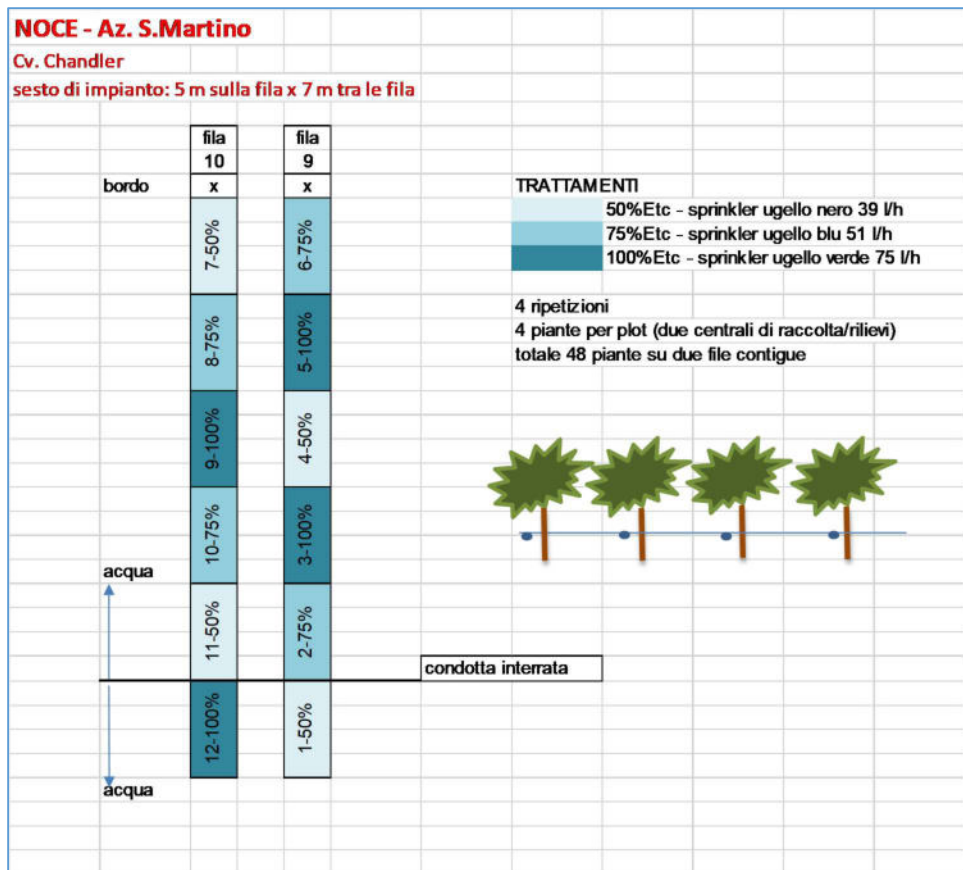 NOCE - Az. S.Martino
Cv. Chandler
sesto di impianto: 5 m sulla fila x 7 m tra le fila
fila fila
10 9
bordo x x
TRATTAMENTI
50%Etc - sprinkler ugello nero 39 l/h
75%Etc - sprinkler ugello blu 51 l/h
100%Etc - sprinkler ugello verde 75 l/h
4 ripetizioni
4 piante per plot (due centrali di raccolta/rilievi)
totale 48 piante su due file contigue
7-50% 6-75%
8-75% 5-100%
9-100% 4-50%
10-75% 3-100%
acqua
11-50% 2-75%
condotta interrata
12-100% 1-50%
acqua